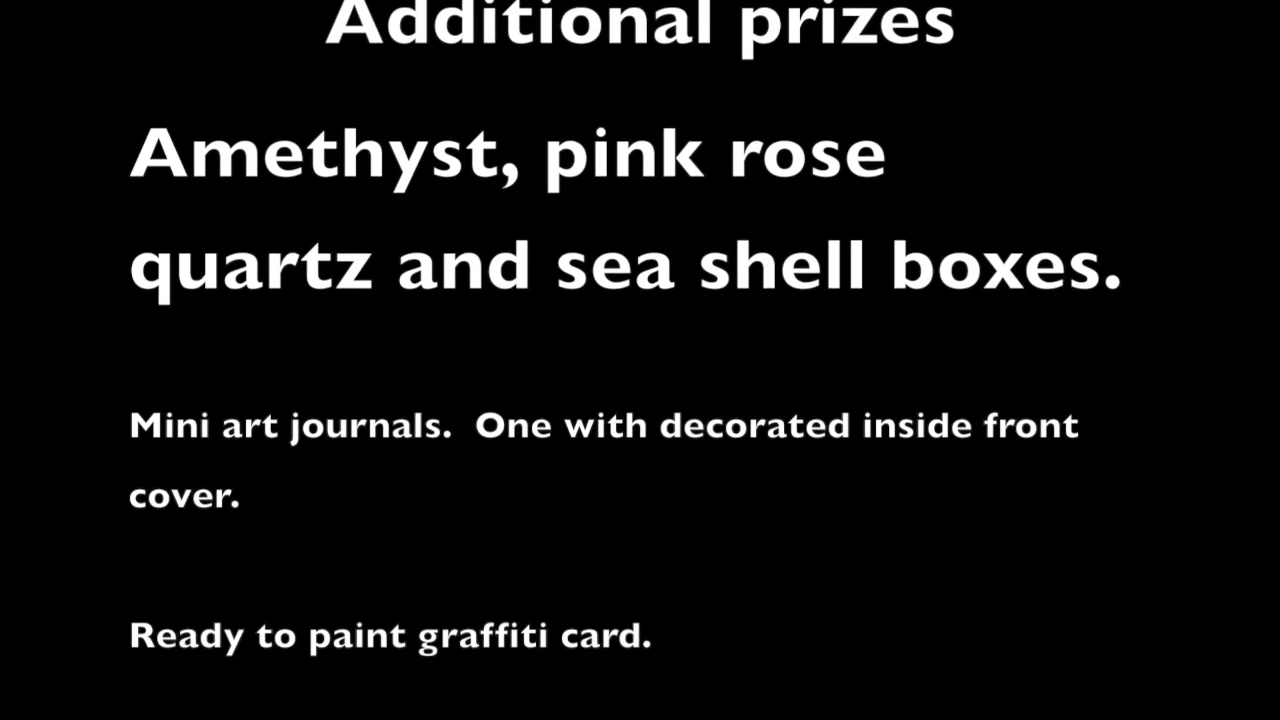 Additional prizes
Amethyst, pink rose
quartz and sea shell boxes.
Mini art journals.  One with decorated inside front
cover.
Ready to paint graffiti card.